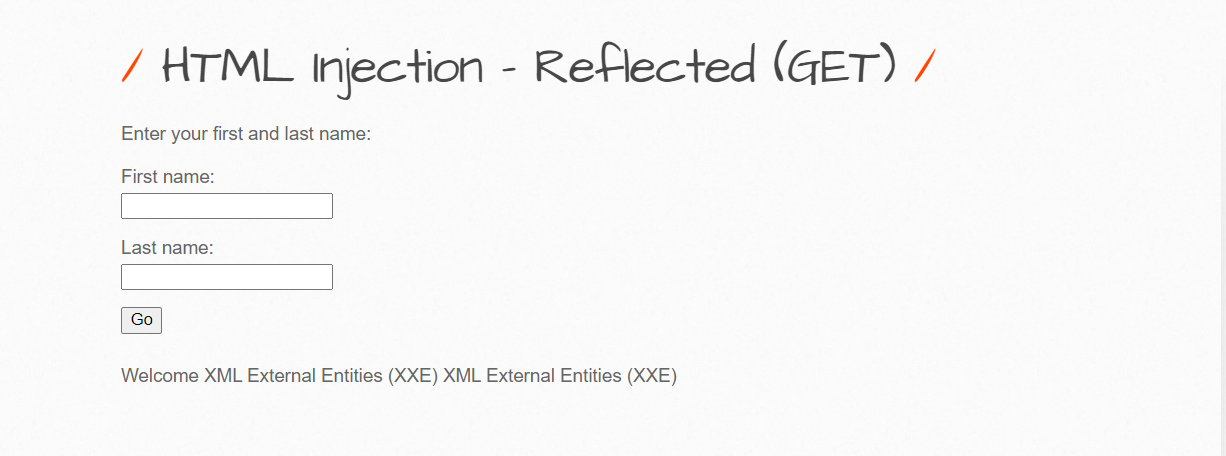 / HTML Injection - Reflected (GET) /
Enter your first and last name:
First name:
Last name:
Go
Welcome XML External Entities (XXE) XML External Entities (XXE)